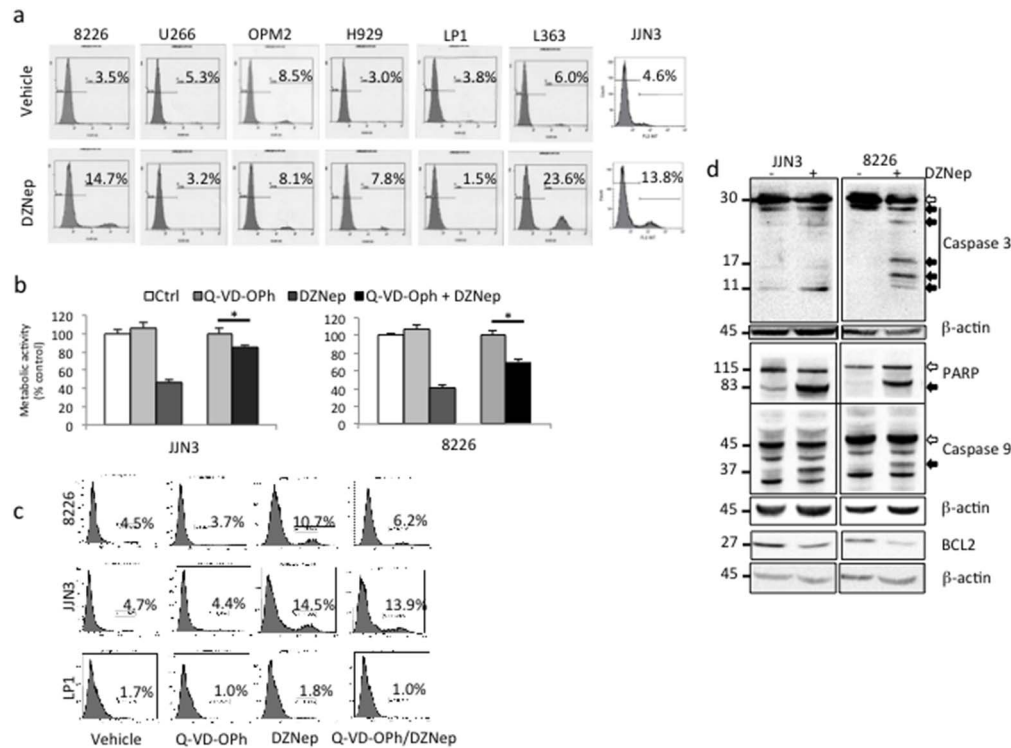 a
8226 U266 OPM2 H929 LP1 L363 JJN3
Vehicle
3.5% 5.3% 8.5% 3.0% 3.8% 6.0% 4.6%
DZNep
14.7% 3.2% 8.1% 7.8% 1.5% 23.6% 13.8%
b
Ctrl Q-VD-OPh DZNep Q-VD-Oph + DZNep
Metabolic activity
(% control)
120
100
80
60
40
20
0
*
JJN3
120
100
80
60
40
20
0
*
8226
c
8226
4.5% 3.7% 10.7% 6.2%
JJN3
4.7% 4.4% 14.5% 13.9%
LP1
1.7% 1.0% 1.8% 1.0%
Vehicle Q-VD-OPh DZNep Q-VD-OPh/DZNep
d
JJN3 8226
- + - + DZNep
30
17
11
Caspase 3
45 β-actin
115
83
PARP
45
37
Caspase 9
45 β-actin
27 BCL2
45 β-actin